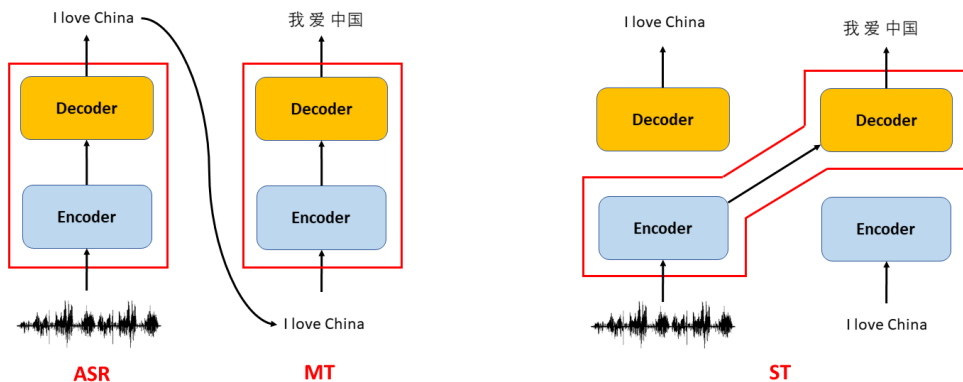 I love China
我 爱 中国
Decoder
Decoder
Encoder
Encoder
I love China
ASR
MT
I love China
我 爱 中国
Decoder
Decoder
Encoder
Encoder
I love China
ST